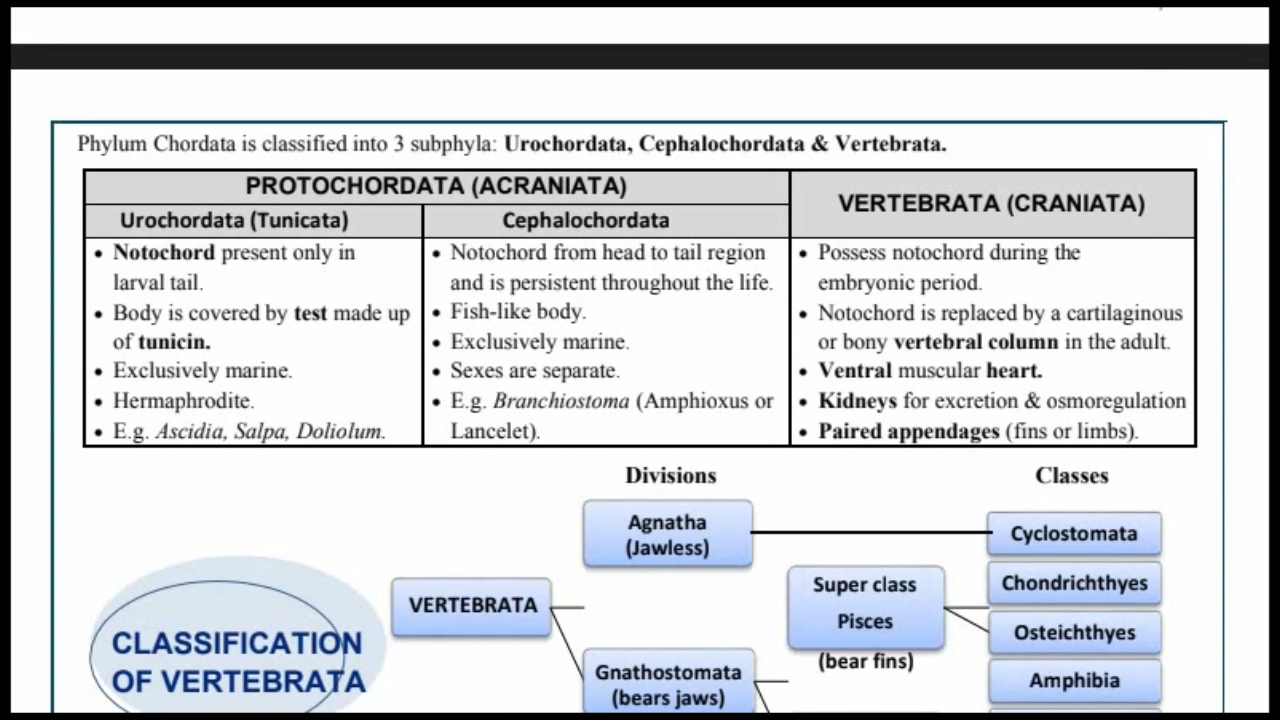 Phylum Chordata is classified into 3 subphyla: Urochordata, Cephalochordata & Vertebrata.
PROTOCHORDATA (ACRANIATA)
VERTEBRATA (CRANIATA)
Urochordata (Tunicata)
Cephalochordata
• Notochord present only in
larval tail.
• Body is covered by test made up
of tunicin.
• Exclusively marine.
• Hermaphrodite.
• E.g. Ascidia, Salpa, Doliolum.
• Notochord from head to tail region
and is persistent throughout the life.
• Fish-like body.
• Exclusively marine.
• Sexes are separate.
• E.g. Branchiostoma (Amphioxus or
Lancelet).
• Possess notochord during the
embryonic period.
• Notochord is replaced by a cartilaginous
or bony vertebral column in the adult.
• Ventral muscular heart.
• Kidneys for excretion & osmoregulation
• Paired appendages (fins or limbs).
Divisions
Classes
Agnatha
(Jawless)
Cyclostomata
Chondrichthyes
Super class
Pisces
(bear fins)
VERTEBRATA
Osteichthyes
CLASSIFICATION
OF VERTEBRATA
Gnathostomata
(bears jaws)
Amphibia